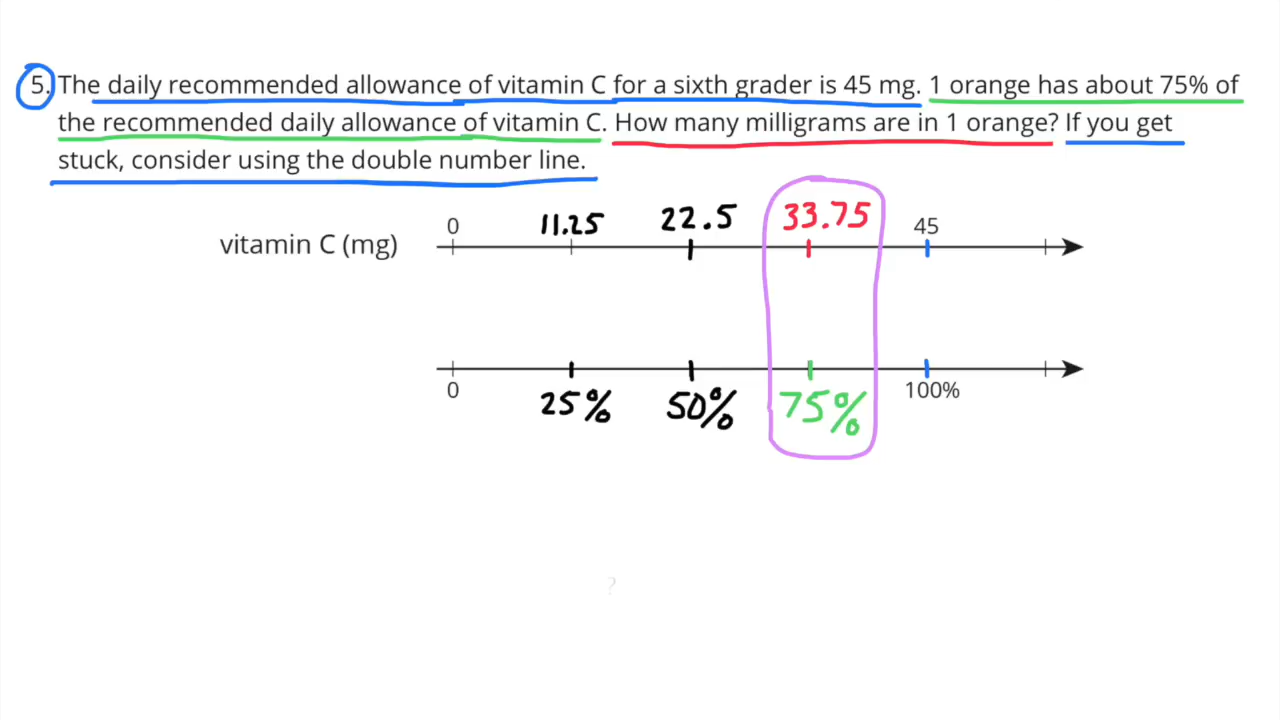 5. The daily recommended allowance of vitamin C for a sixth grader is 45 mg. 1 orange has about 75% of
the recommended daily allowance of vitamin C. How many milligrams are in 1 orange? If you get
stuck, consider using the double number line.
0 11.25 22.5 33.75 45
vitamin C (mg)
0 25% 50% 75% 100%
?